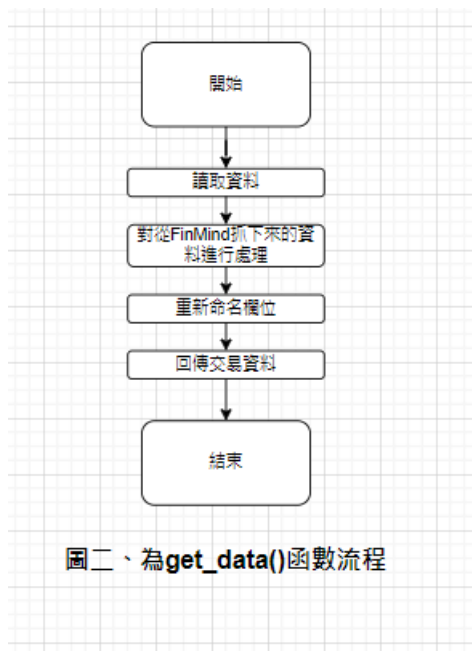 開始
讀取資料
對從FinMind抓下來的資
料進行處理
重新命名欄位
回傳交易資料
結束
圖二、為get_data()函數流程